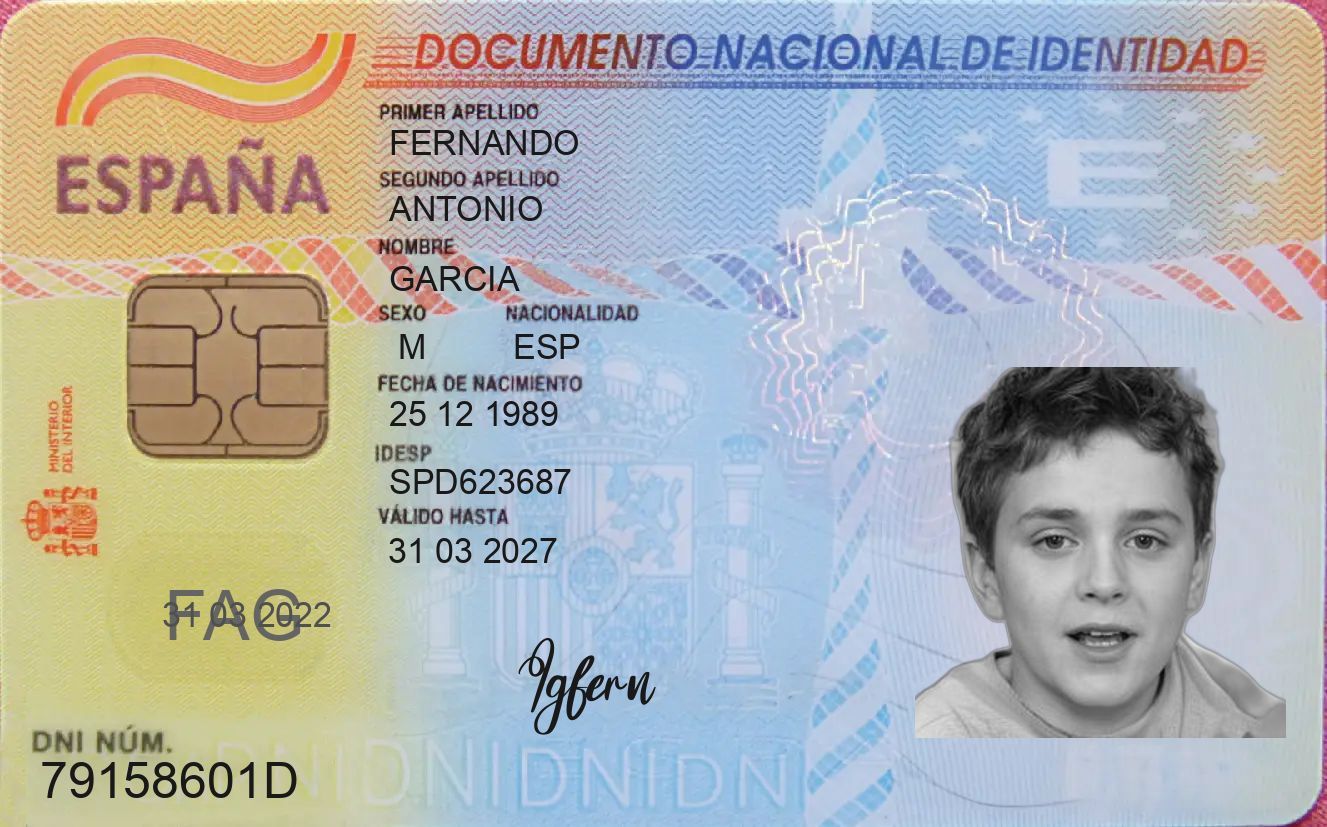 DOCUMENTO NACIONAL DE IDENTIDAD
ESPAÑA
PRIMER APELLIDO
FERNANDO
SEGUNDO APELLIDO
ANTONIO
NOMBRE
GARCIA
SEXO NACIONALIDAD
M ESP
FECHA DE NACIMIENTO
25 12 1989
IDESP
SPD623687
VÁLIDO HASTA
31 03 2027
MINISTERIO
DEL INTERIOR
E
31 03 2022
FAG
Igfern
DNI NÚM.
79158601D
DNIDNIDNIDNI